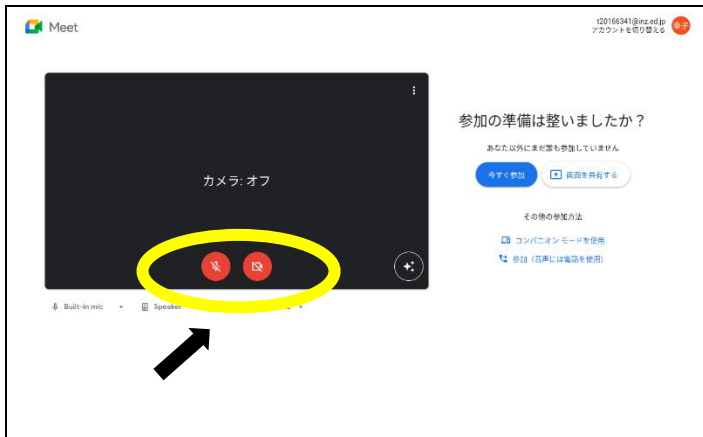 Meet
t20166341@inz.ed.jp
アカウントを切り替える
幸子
カメラ: オフ
参加の準備は整いましたか？
あなた以外にまだ誰も参加していません
今すぐ参加
画面を共有する
その他の参加方法
コンパニオン モードを使用
参加（音声には電話を使用）
Built-in mic
Speaker